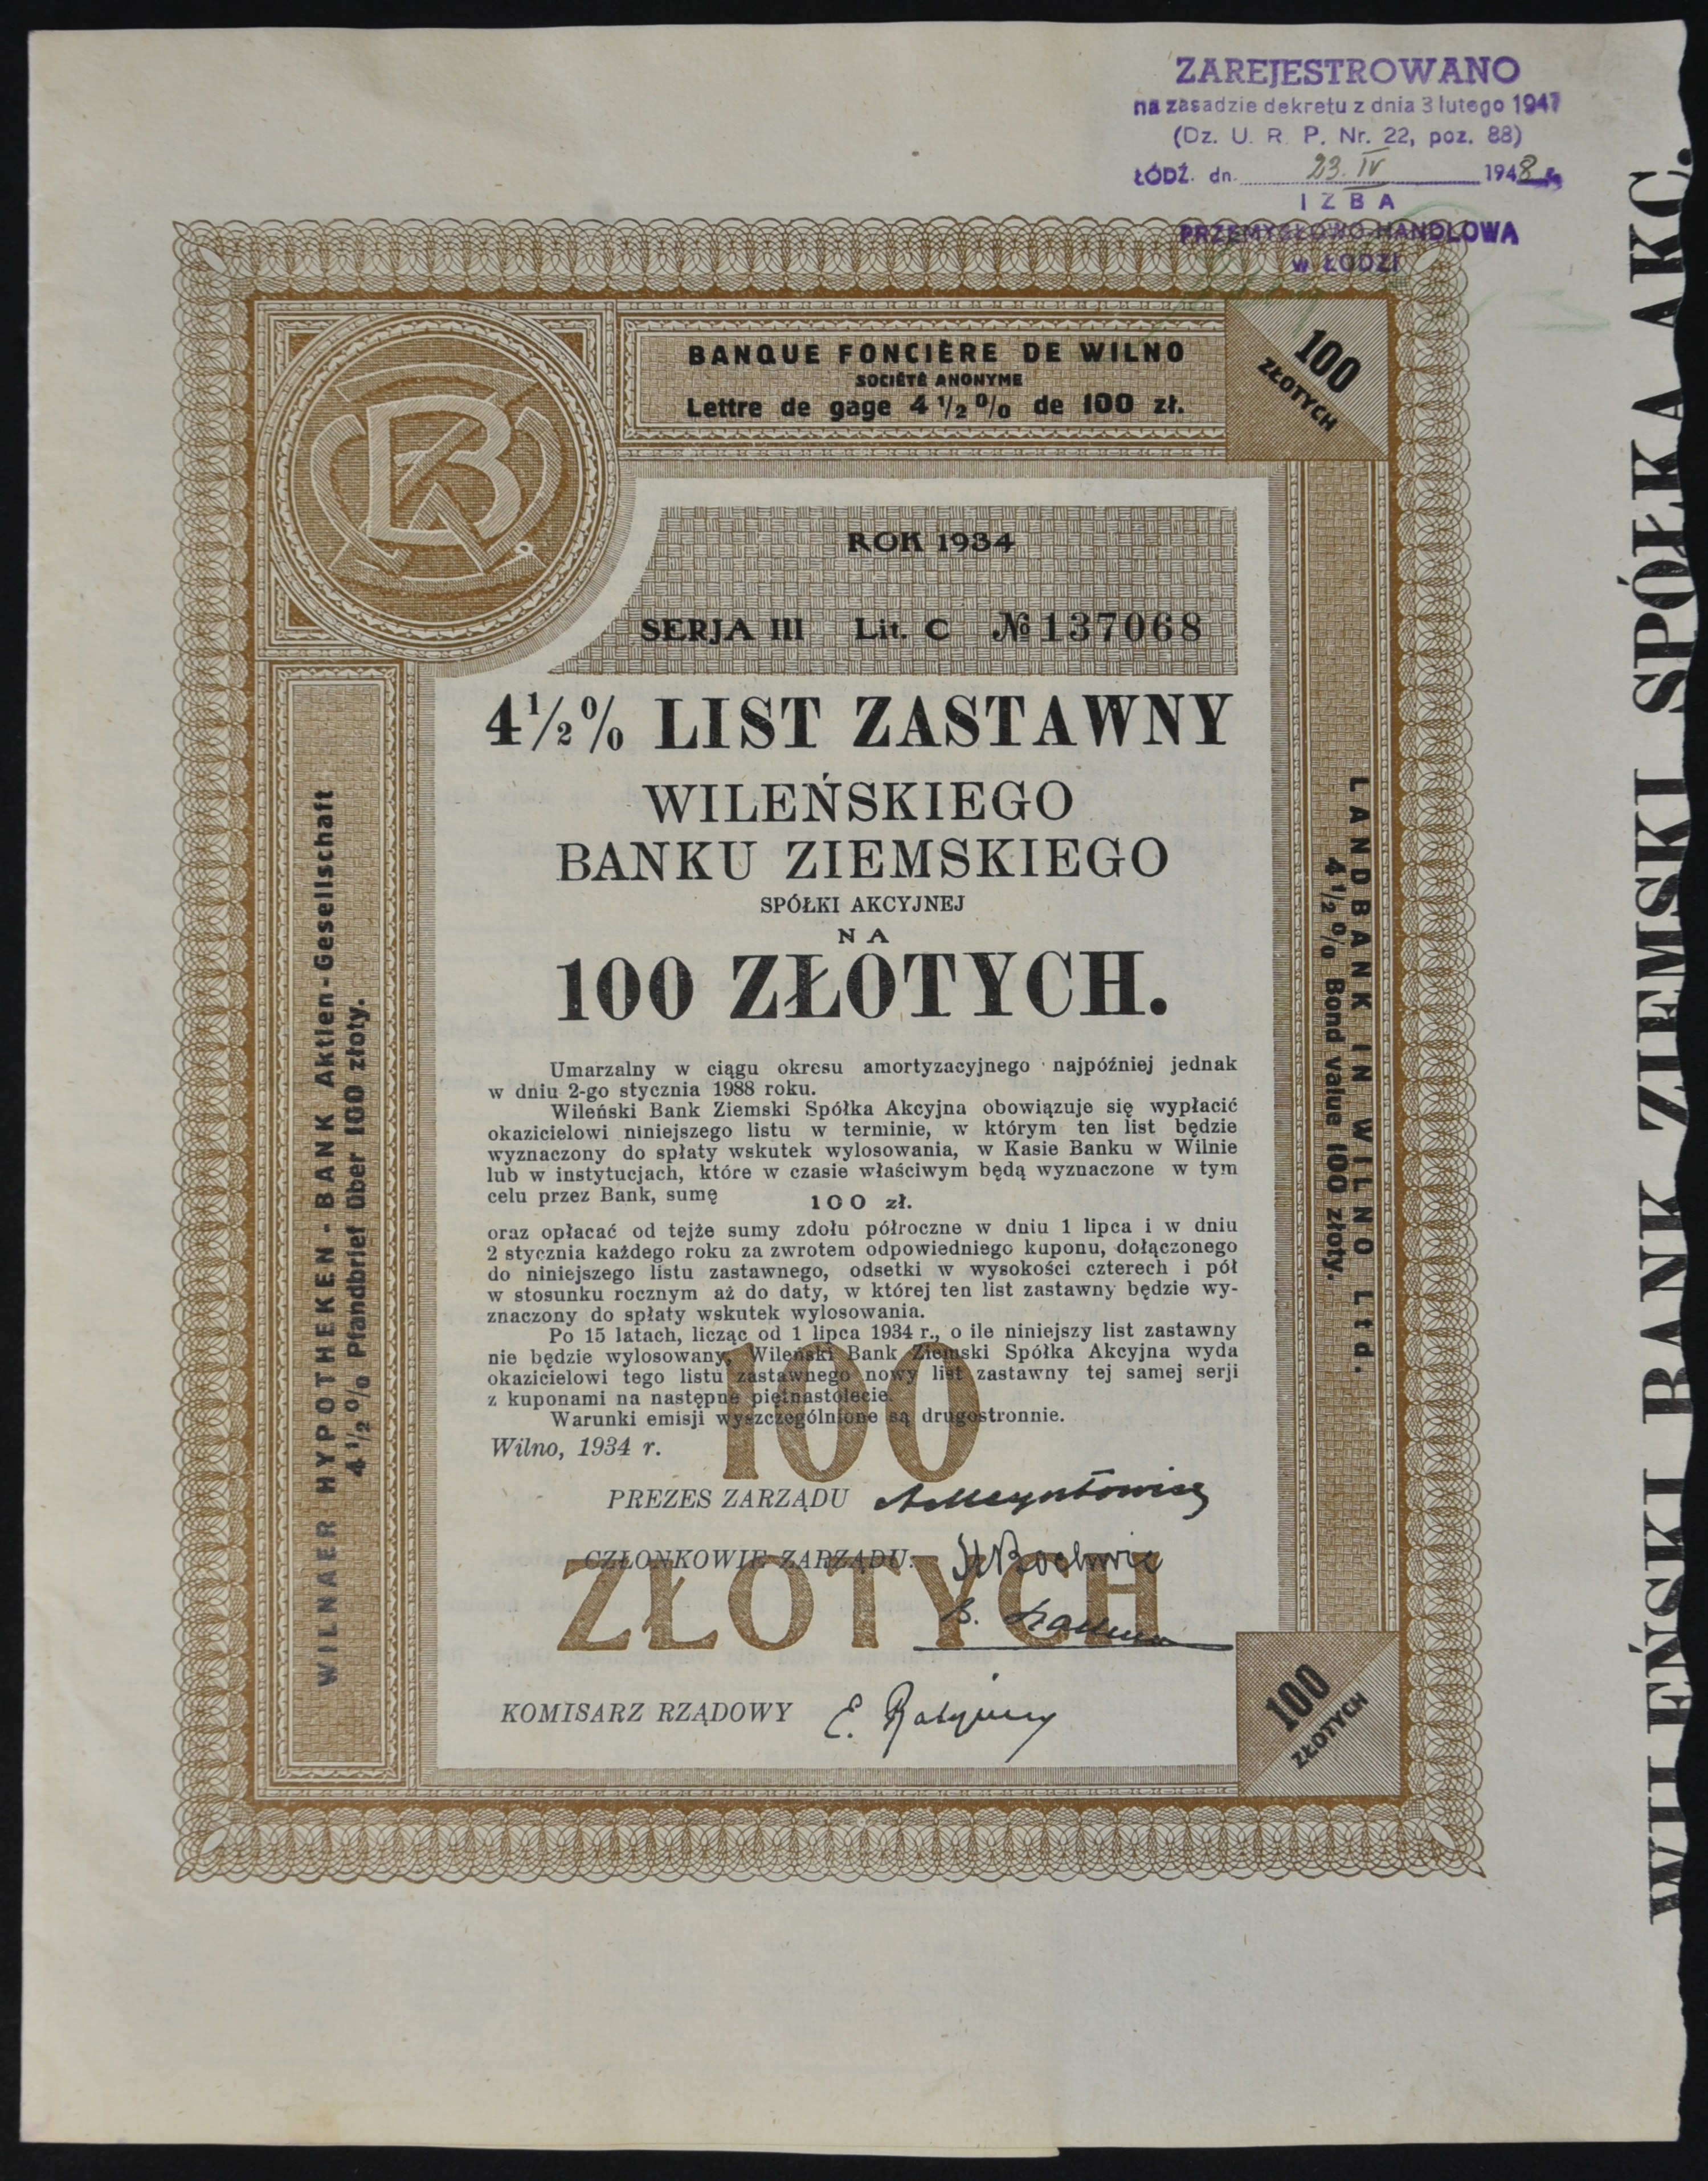 ZAREJESTROWANO
na zasadzie dekretu z dnia 3 lutego 1947
(Dz. U. R. P. Nr. 22, poz. 88)
ŁÓDŹ. dn. 23. IV 1948 r.
IZBA
PRZEMYSŁOWO-HANDLOWA
w ŁODZI
BANQUE FONCIÈRE DE WILNO
SOCIÉTÉ ANONYME
Lettre de gage 4 1/2 % de 100 zł.
100
ZŁOTYCH
ROK 1934
SERJA III Lit. C № 137068
4½% LIST ZASTAWNY
WILEŃSKIEGO
BANKU ZIEMSKIEGO
SPÓŁKI AKCYJNEJ
NA
100 ZŁOTYCH.
Umarzalny w ciągu okresu amortyzacyjnego najpóźniej jednak
w dniu 2-go stycznia 1988 roku.
Wileński Bank Ziemski Spółka Akcyjna obowiązuje się wypłacić
okazicielowi niniejszego listu w terminie, w którym ten list będzie
wyznaczony do spłaty wskutek wylosowania, w Kasie Banku w Wilnie
lub w instytucjach, które w czasie właściwym będą wyznaczone w tym
celu przez Bank, sumę
100 zł.
oraz opłacać od tejże sumy zdołu półroczne w dniu 1 lipca i w dniu
2 stycznia każdego roku za zwrotem odpowiedniego kuponu, dołączonego
do niniejszego listu zastawnego, odsetki w wysokości czterech i pół
w stosunku rocznym aż do daty, w której ten list zastawny będzie wy-
znaczony do spłaty wskutek wylosowania.
Po 15 latach, licząc od 1 lipca 1934 r., o ile niniejszy list zastawny
nie będzie wylosowany, Wileński Bank Ziemski Spółka Akcyjna wyda
okazicielowi tego listu zastawnego nowy list zastawny tej samej serji
z kuponami na następne piętnastolecie.
Warunki emisji wyszczególnione są drugostronnie.
Wilno, 1934 r.
100
ZŁOTYCH
PREZES ZARZĄDU
CZŁONKOWIE ZARZĄDU:
KOMISARZ RZĄDOWY
100
ZŁOTYCH
WILNAER HYPOTHEKEN-BANK Aktien-Gesellschaft
4 1/2 % Pfandbrief über 100 złoty.
LANDBANK IN WILNO Ltd.
4 1/2 % Bond value 100 złoty.
WILEŃSKI BANK ZIEMSKI SPÓŁKA AKC.